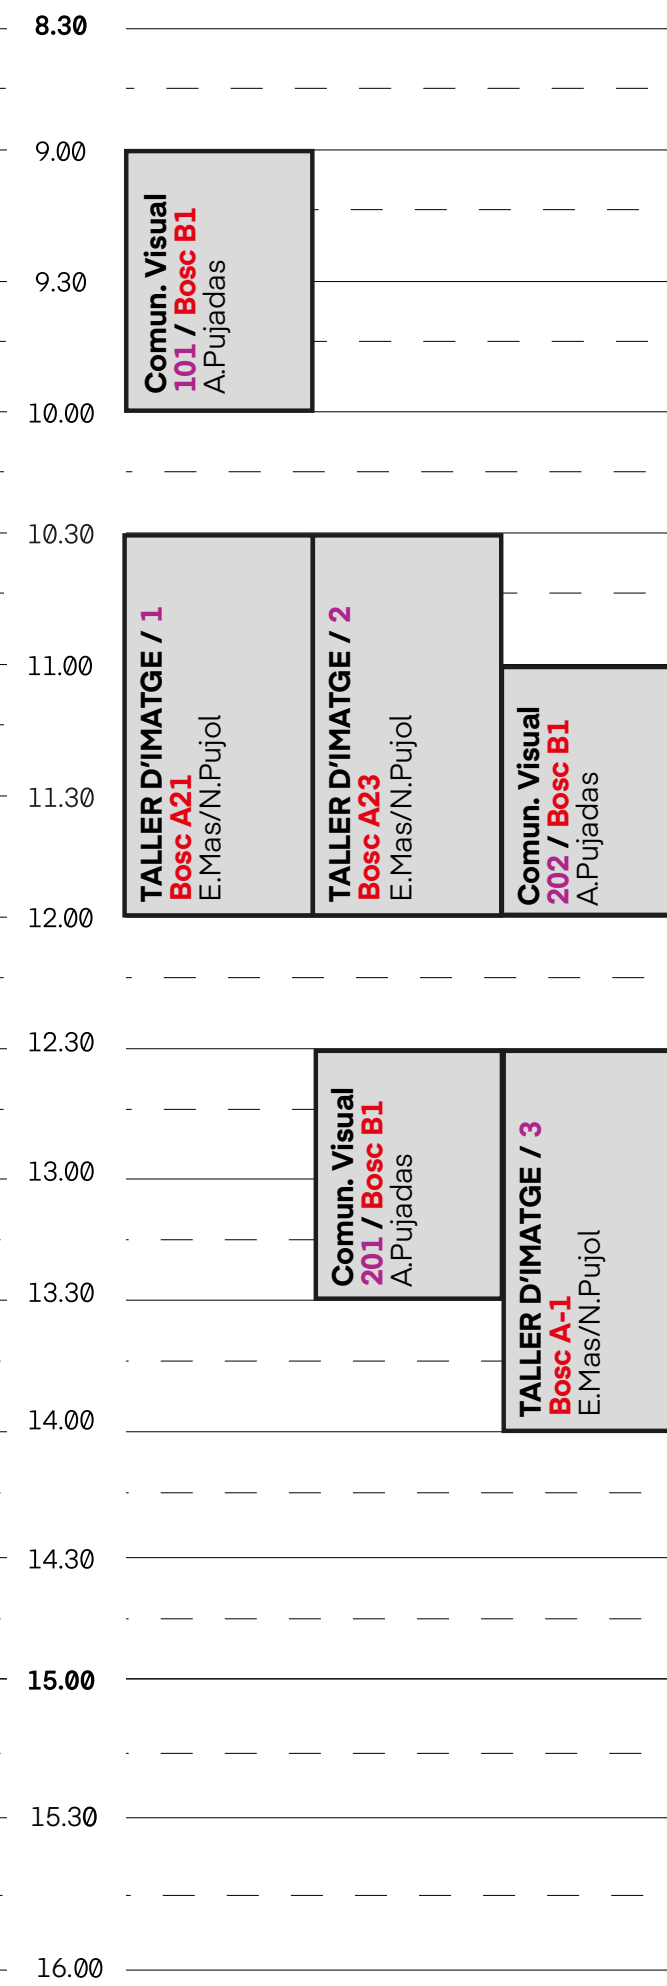 8.30
9.00
Comun. Visual
101 / Bosc B1
A.Pujadas
9.30
10.00
10.30
TALLER D’IMATGE / 1
Bosc A21
E.Mas/N.Pujol
TALLER D’IMATGE / 2
Bosc A23
E.Mas/N.Pujol
11.00
Comun. Visual
202 / Bosc B1
A.Pujadas
11.30
12.00
12.30
Comun. Visual
201 / Bosc B1
A.Pujadas
TALLER D’IMATGE / 3
Bosc A-1
E.Mas/N.Pujol
13.00
13.30
14.00
14.30
15.00
15.30
16.00